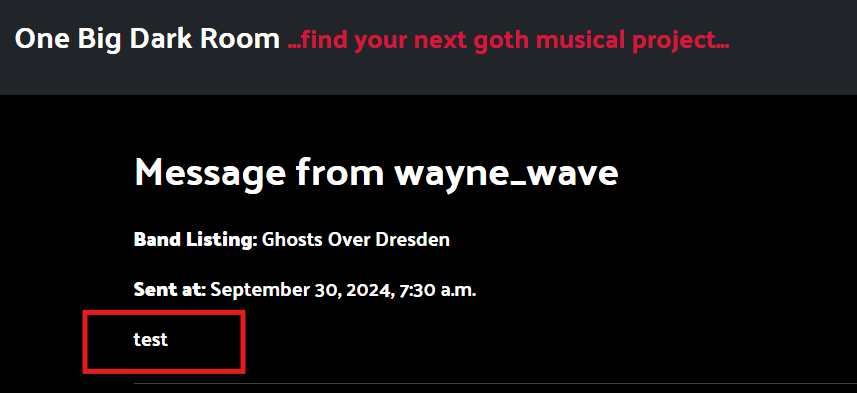 One Big Dark Room ...find your next goth musical project...
Message from wayne_wave
Band Listing: Ghosts Over Dresden
Sent at: September 30, 2024, 7:30 a.m.
test